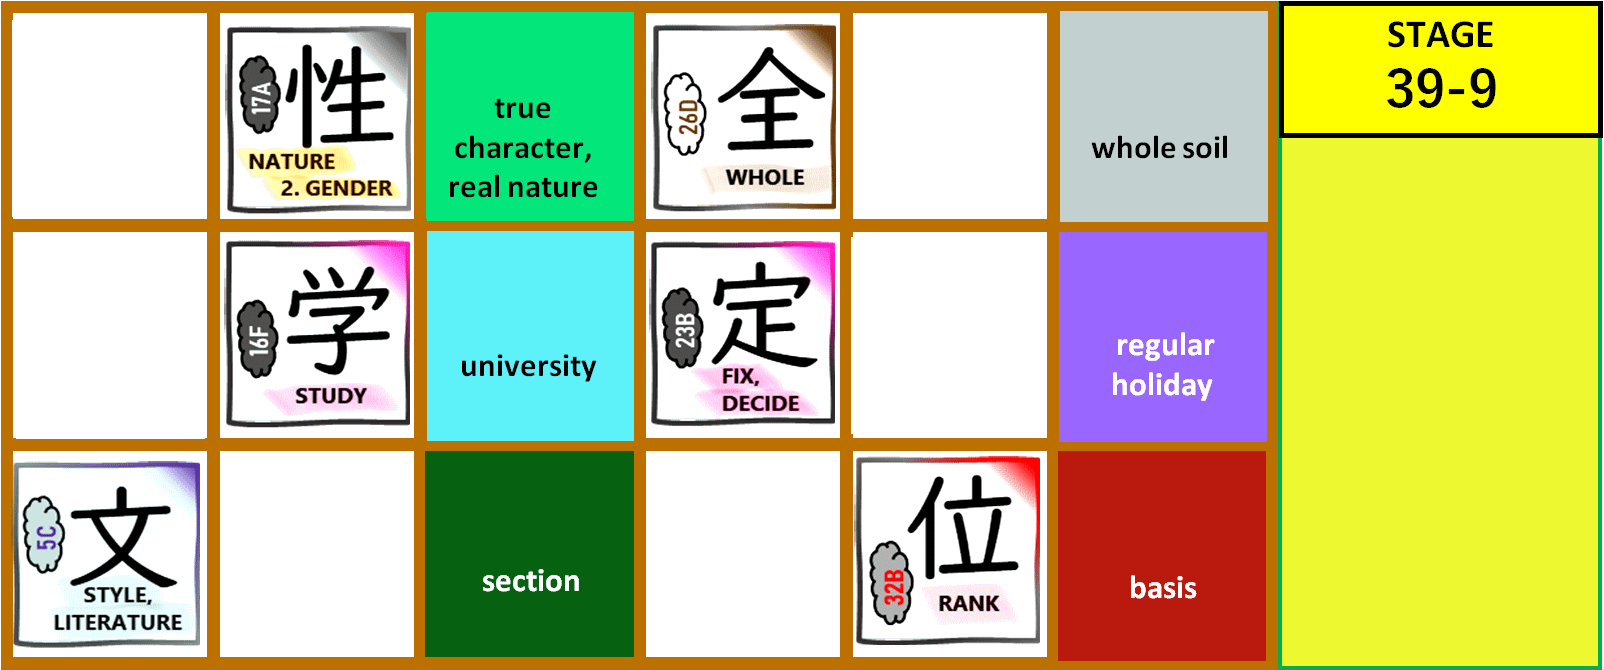 17A
性
NATURE
2. GENDER
true
character,
real nature
26D
全
WHOLE
whole soil
STAGE
39-9
16F
学
STUDY
university
23B
定
FIX,
DECIDE
regular
holiday
5C
文
STYLE,
LITERATURE
section
32B
位
RANK
basis